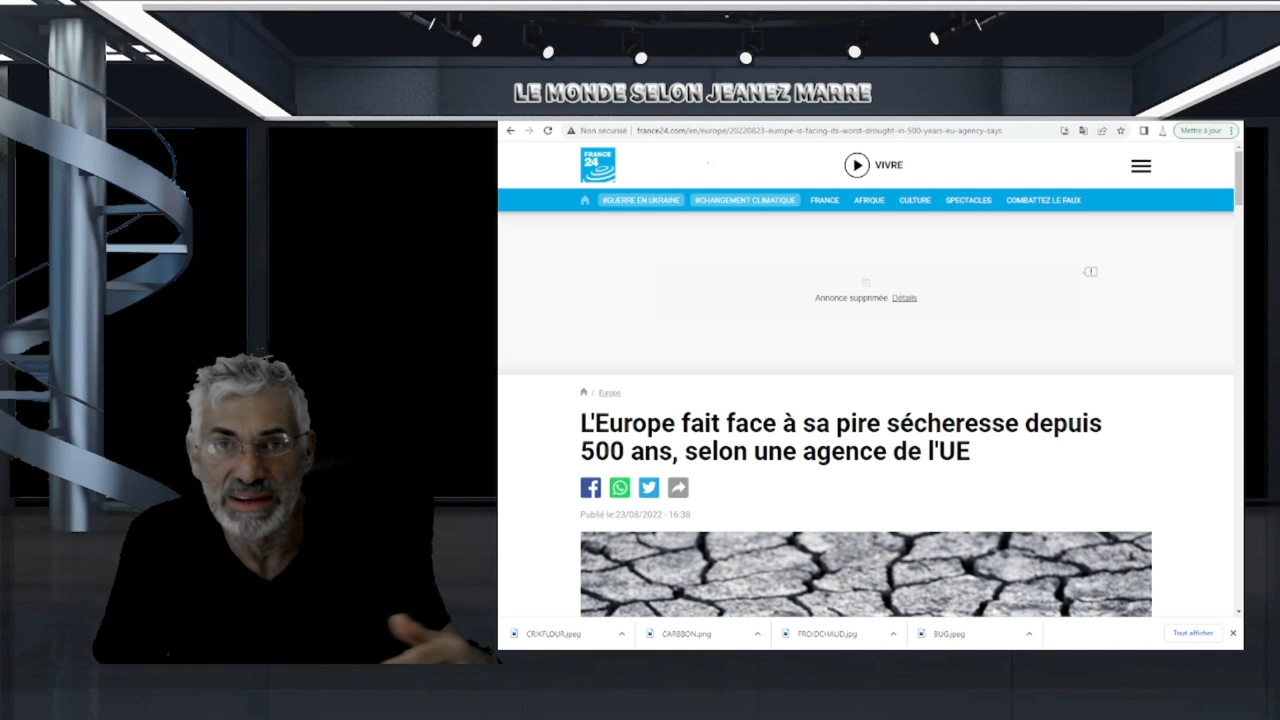 LE MONDE SELON JEANEZ MARRE
Non sécurisé | france24.com/en/europe/20220823-europe-is-facing-its-worst-drought-in-500-years-eu-agency-says
Mettre à jour
FRANCE
24
VIVRE
#GUERRE EN UKRAINE #CHANGEMENT CLIMATIQUE FRANCE AFRIQUE CULTURE SPECTACLES COMBATTEZ LE FAUX
Annonce supprimée. Détails
/ Europe
L'Europe fait face à sa pire sécheresse depuis
500 ans, selon une agence de l'UE
Publié le:23/08/2022 - 16:38
CRIKFLOUR.jpeg CARBBON.png FROIDCHAUD.jpg BUG.jpeg Tout afficher